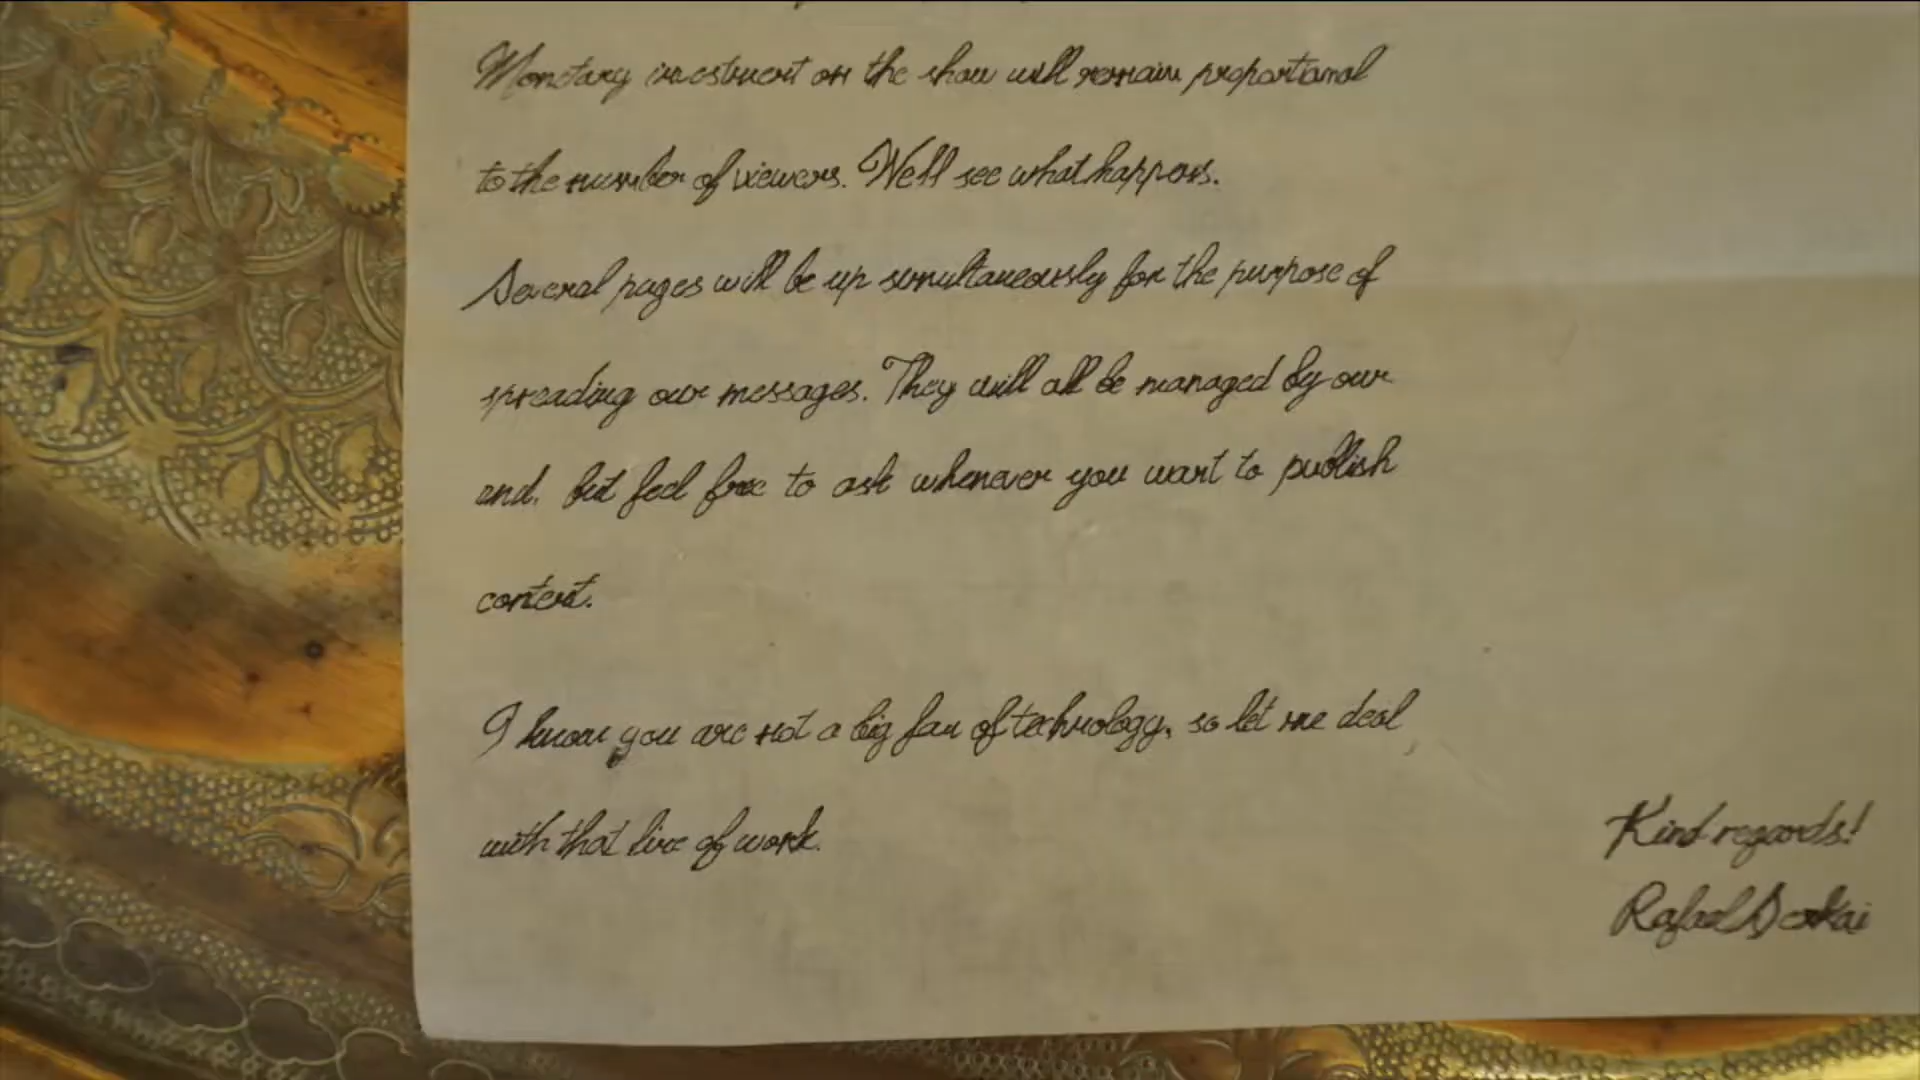 Monetary investment on the show will remain proportional
to the number of viewers. We'll see what happens.
Several pages will be up simultaneously for the purpose of
spreading our messages. They will all be managed by our
end, but feel free to ask whenever you want to publish
content.
I know you are not a big fan of technology, so let me deal
with that line of work.
Kind regards!
Rafael